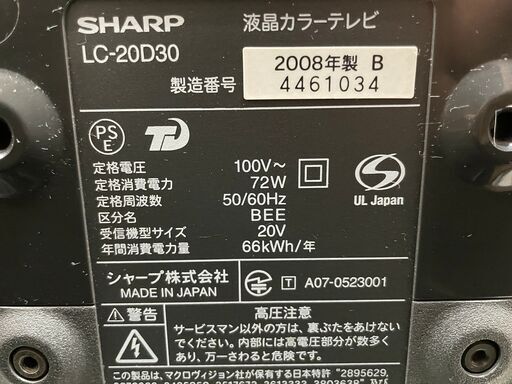 SHARP 液晶カラーテレビ
LC-20D30
2008年製 B
製造番号 4461034
PS
E
定格電圧 100V～
定格消費電力 72W
定格周波数 50/60Hz
区分名 BEE
受信機型サイズ 20V
年間消費電力量 66kWh/年
S
UL Japan
シャープ株式会社
MADE IN JAPAN
T A07-0523001
警告 高圧注意
サービスマン以外の方は、裏ぶたをあけない
でください。内部には高電圧部分が数多く
あり、万一さわると危険です。
この製品は、マクロヴィジョン社が保有する日本特許 "2895629,